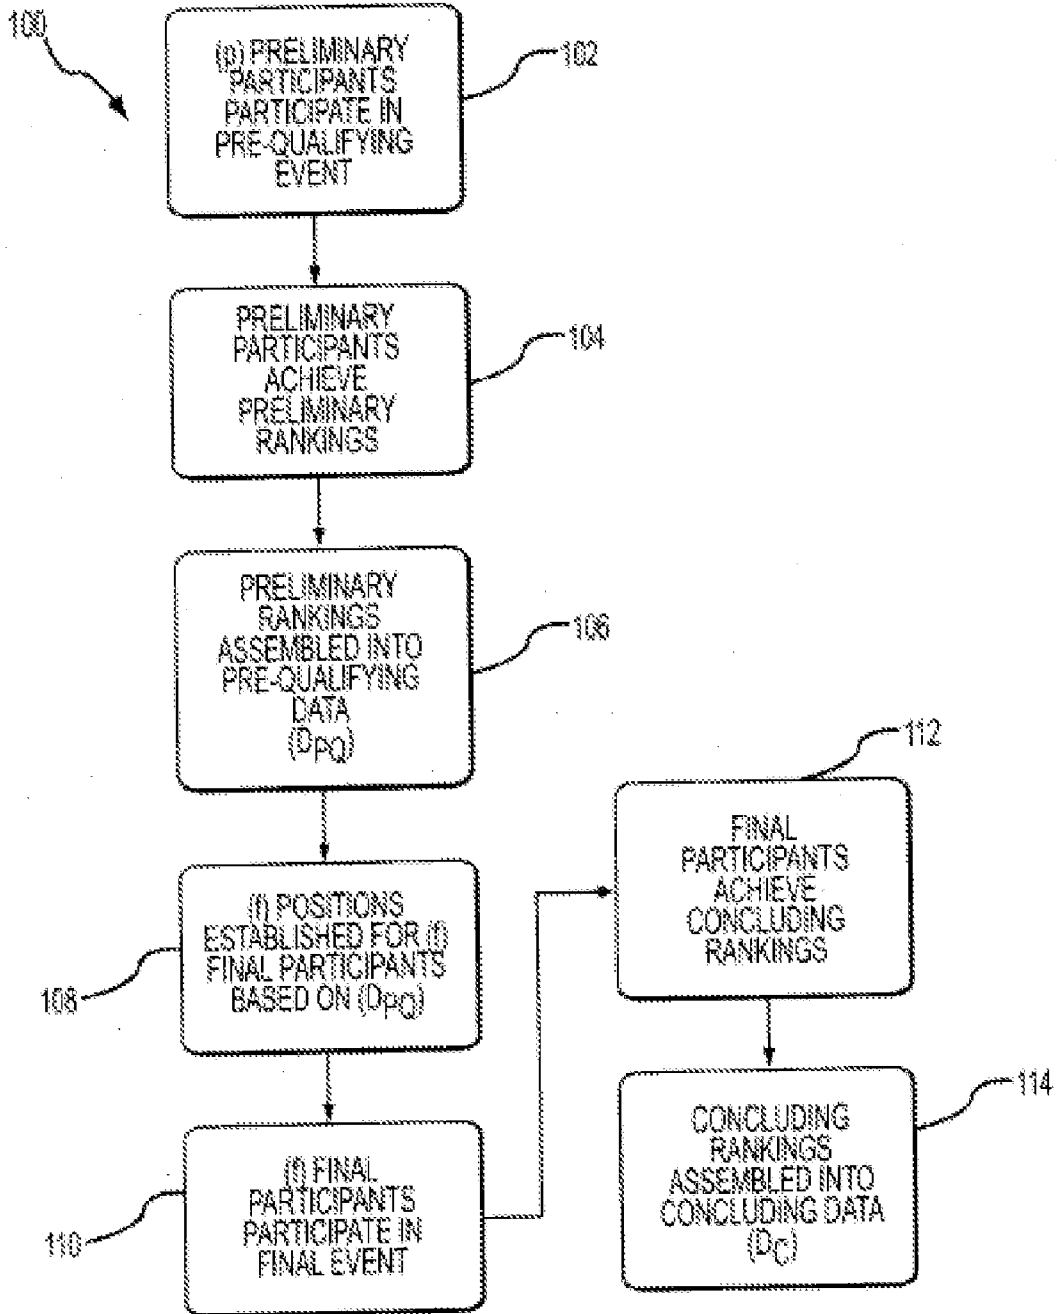 100
(p) PRELIMINARY
PARTICIPANTS
PARTICIPATE IN
PRE-QUALIFYING
EVENT
102
PRELIMINARY
PARTICIPANTS
ACHIEVE
PRELIMINARY
RANKINGS
104
PRELIMINARY
RANKINGS
ASSEMBLED INTO
PRE-QUALIFYING
DATA
(DPQ)
106
(f) POSITIONS
ESTABLISHED FOR (f)
FINAL PARTICIPANTS
BASED ON (DPQ)
108
(f) FINAL
PARTICIPANTS
PARTICIPATE IN
FINAL EVENT
110
112
FINAL
PARTICIPANTS
ACHIEVE
CONCLUDING
RANKINGS
114
CONCLUDING
RANKINGS
ASSEMBLED INTO
CONCLUDING DATA
(DC)